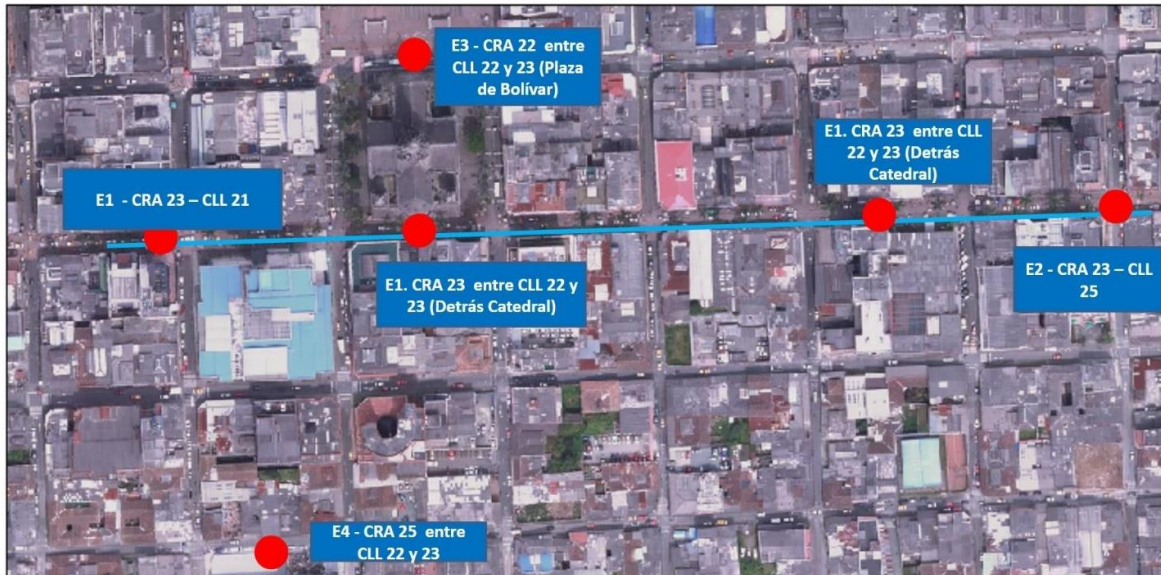 E3 - CRA 22 entre
CLL 22 y 23 (Plaza
de Bolívar)
E1. CRA 23 entre CLL
22 y 23 (Detrás
Catedral)
E1 - CRA 23 – CLL 21
E1. CRA 23 entre CLL 22 y
23 (Detrás Catedral)
E2 - CRA 23 – CLL
25
E4 - CRA 25 entre
CLL 22 y 23